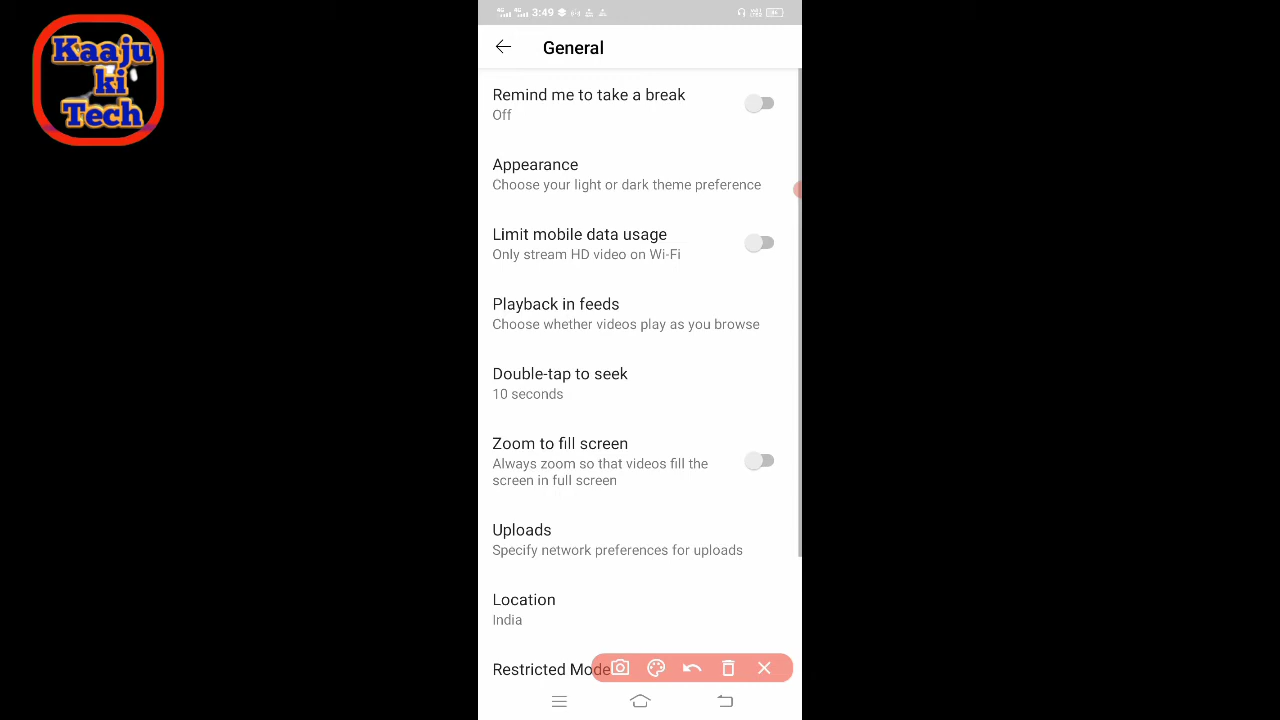 Kaaju
ki
Tech
3:49
General
Remind me to take a break
Off
Appearance
Choose your light or dark theme preference
Limit mobile data usage
Only stream HD video on Wi-Fi
Playback in feeds
Choose whether videos play as you browse
Double-tap to seek
10 seconds
Zoom to fill screen
Always zoom so that videos fill the
screen in full screen
Uploads
Specify network preferences for uploads
Location
India
Restricted Mode